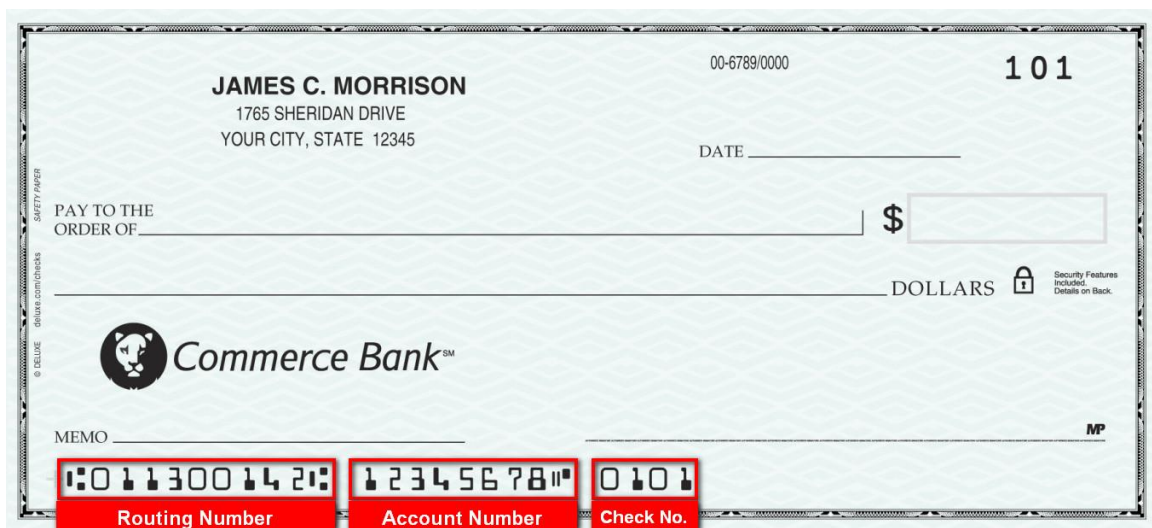 00-6789/0000
101
JAMES C. MORRISON
1765 SHERIDAN DRIVE
YOUR CITY, STATE 12345
DATE
PAY TO THE
ORDER OF
$
DOLLARS
Security Features
Included.
Details on Back.
© DELUXE deluxe.com/checks SAFETY PAPER
Commerce Bank℠
MEMO
MP
⑆011300142⑆ 12345678⑈ 0101
Routing Number Account Number Check No.